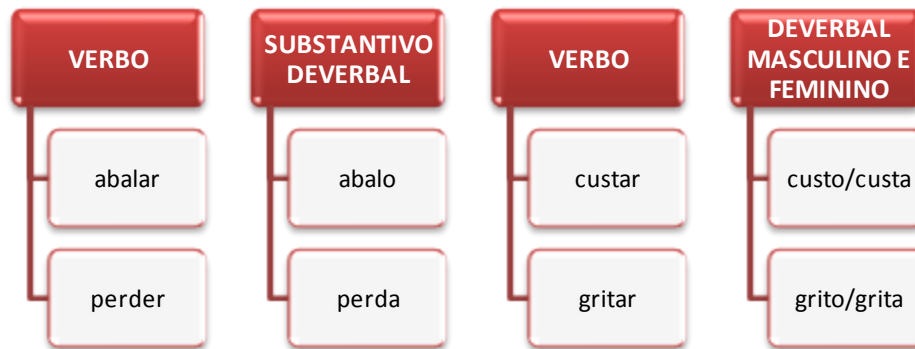 VERBO
SUBSTANTIVO
DEVERBAL
VERBO
DEVERBAL
MASCULINO E
FEMININO
abalar
abalo
custar
custo/custa
perder
perda
gritar
grito/grita